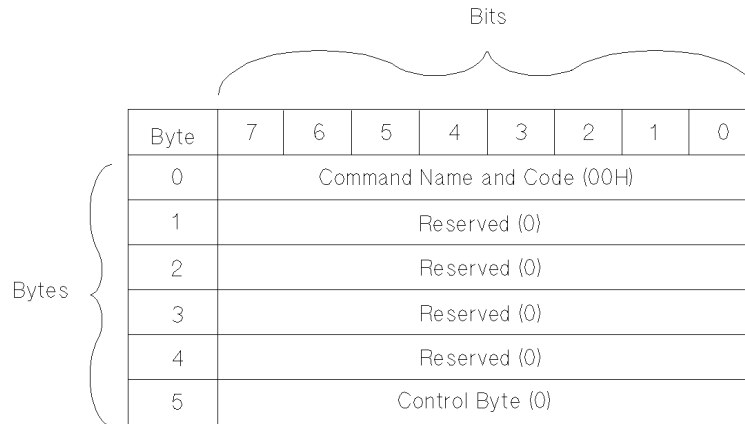 Bits
Byte 7 6 5 4 3 2 1 0
0 Command Name and Code (00H)
1 Reserved (0)
2 Reserved (0)
Bytes
3 Reserved (0)
4 Reserved (0)
5 Control Byte (0)